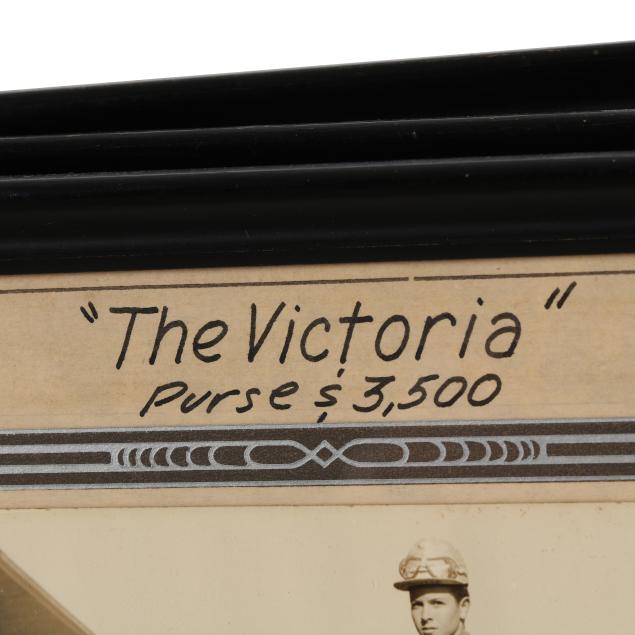 "The Victoria"
Purse $3,500